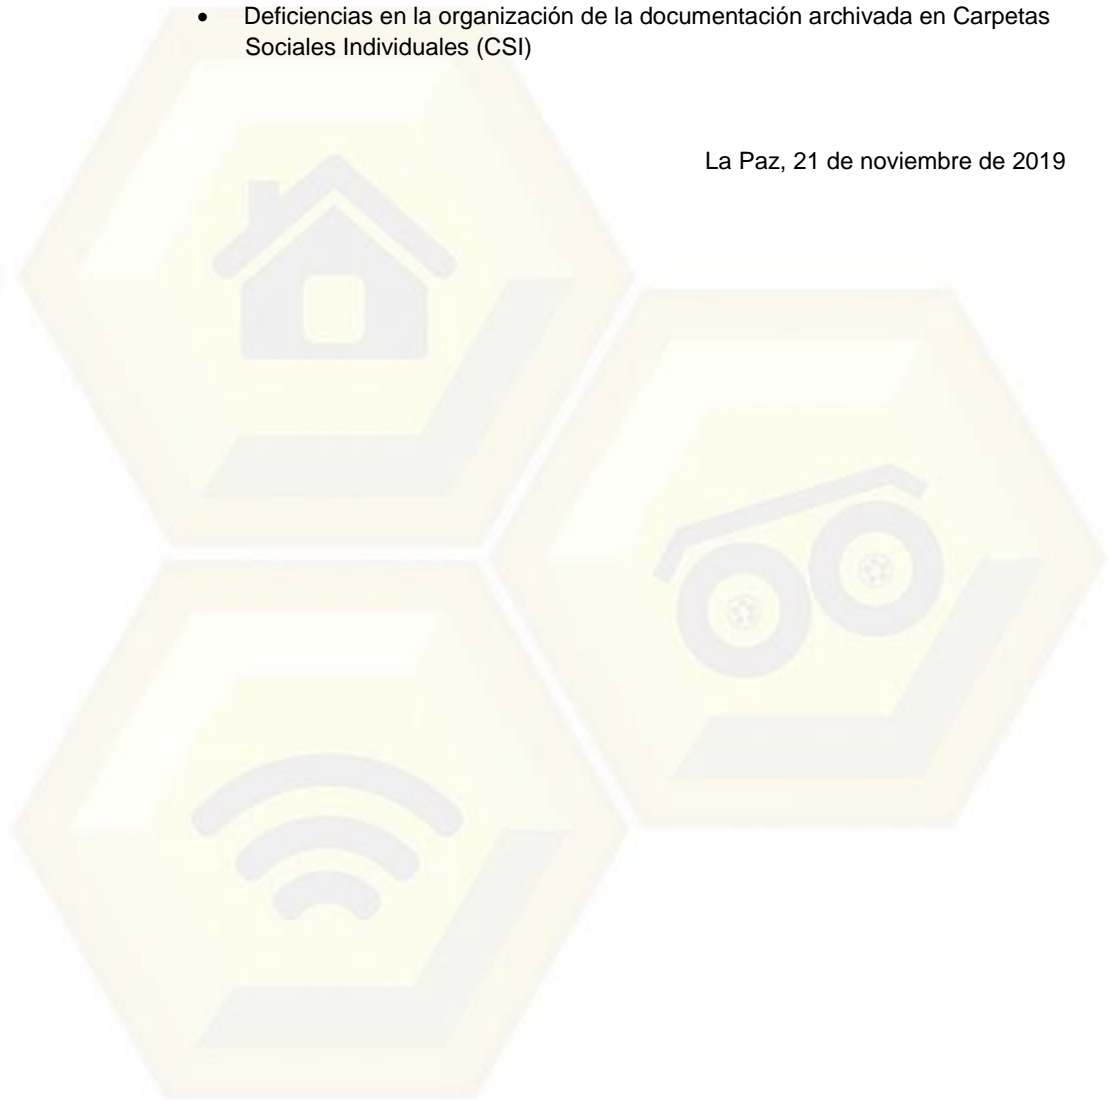 • Deficiencias en la organización de la documentación archivada en Carpetas
Sociales Individuales (CSI)
La Paz, 21 de noviembre de 2019